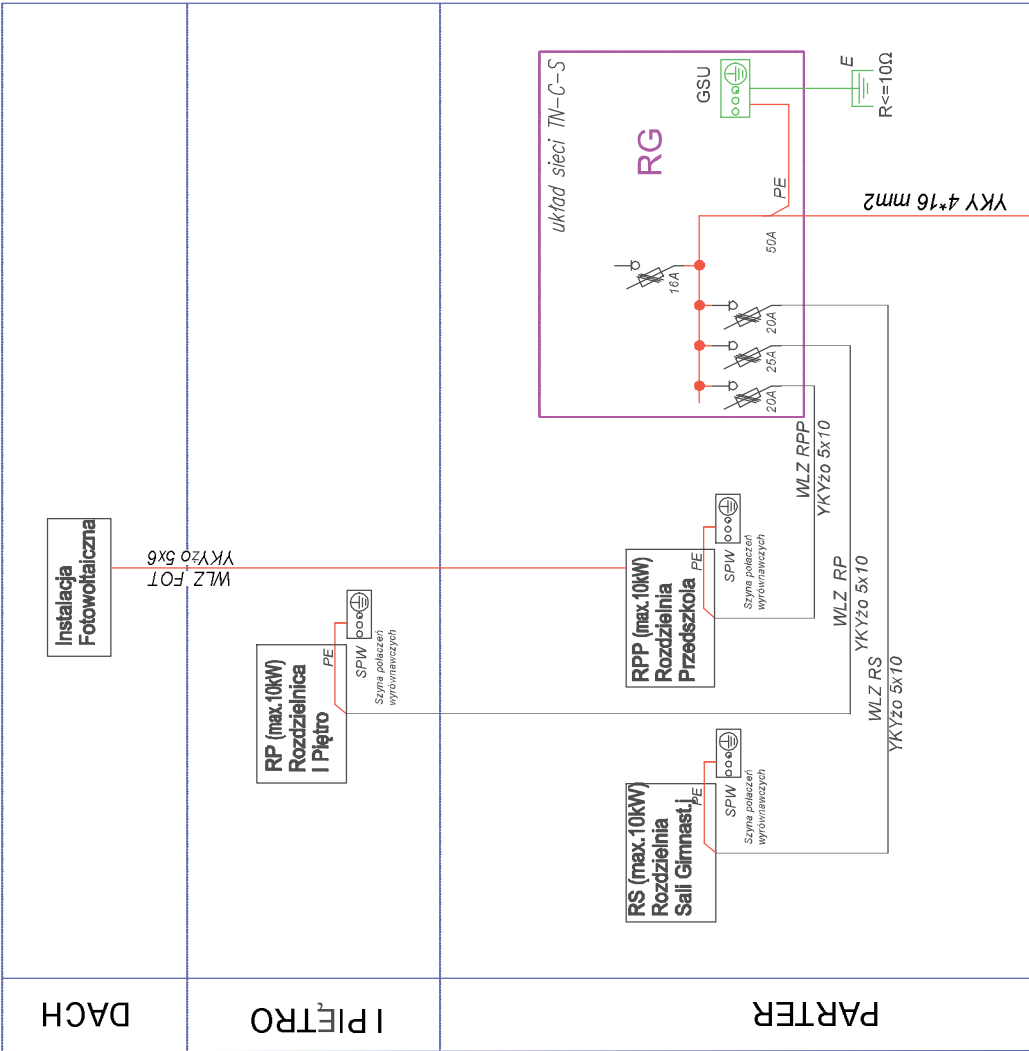 DACH
I PIĘTRO
PARTER
Instalacja
Fotowoltaiczna
WLZ FOT
YKYżo 5x6
RP (max.10kW)
Rozdzielnica
I Piętro
PE
SPW
Szyna połaczeń
wyrównawczych
RPP (max.10kW)
Rozdzielnia
Przedszkola
PE
SPW
Szyna połaczeń
wyrównawczych
RS (max.10kW)
Rozdzielnia
Sali Gimnast.j
PE
SPW
Szyna połaczeń
wyrównawczych
układ sieci TN-C-S
RG
GSU
E
R<=10Ω
PE
50A
16A
20A
25A
20A
YKY 4*16 mm2
WLZ RPP
YKYżo 5x10
WLZ RP
YKYżo 5x10
WLZ RS
YKYżo 5x10